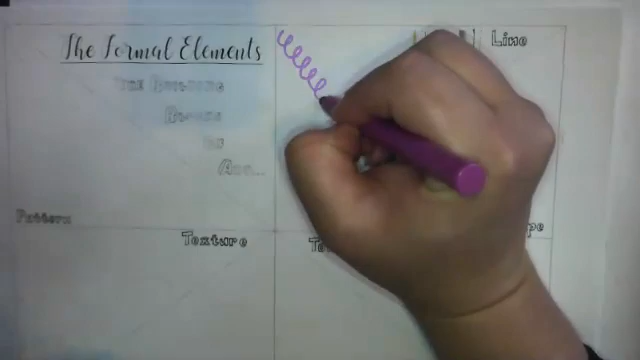 The Formal Elements
Line
The Building
Blocks
of
Art...
Pattern
Texture